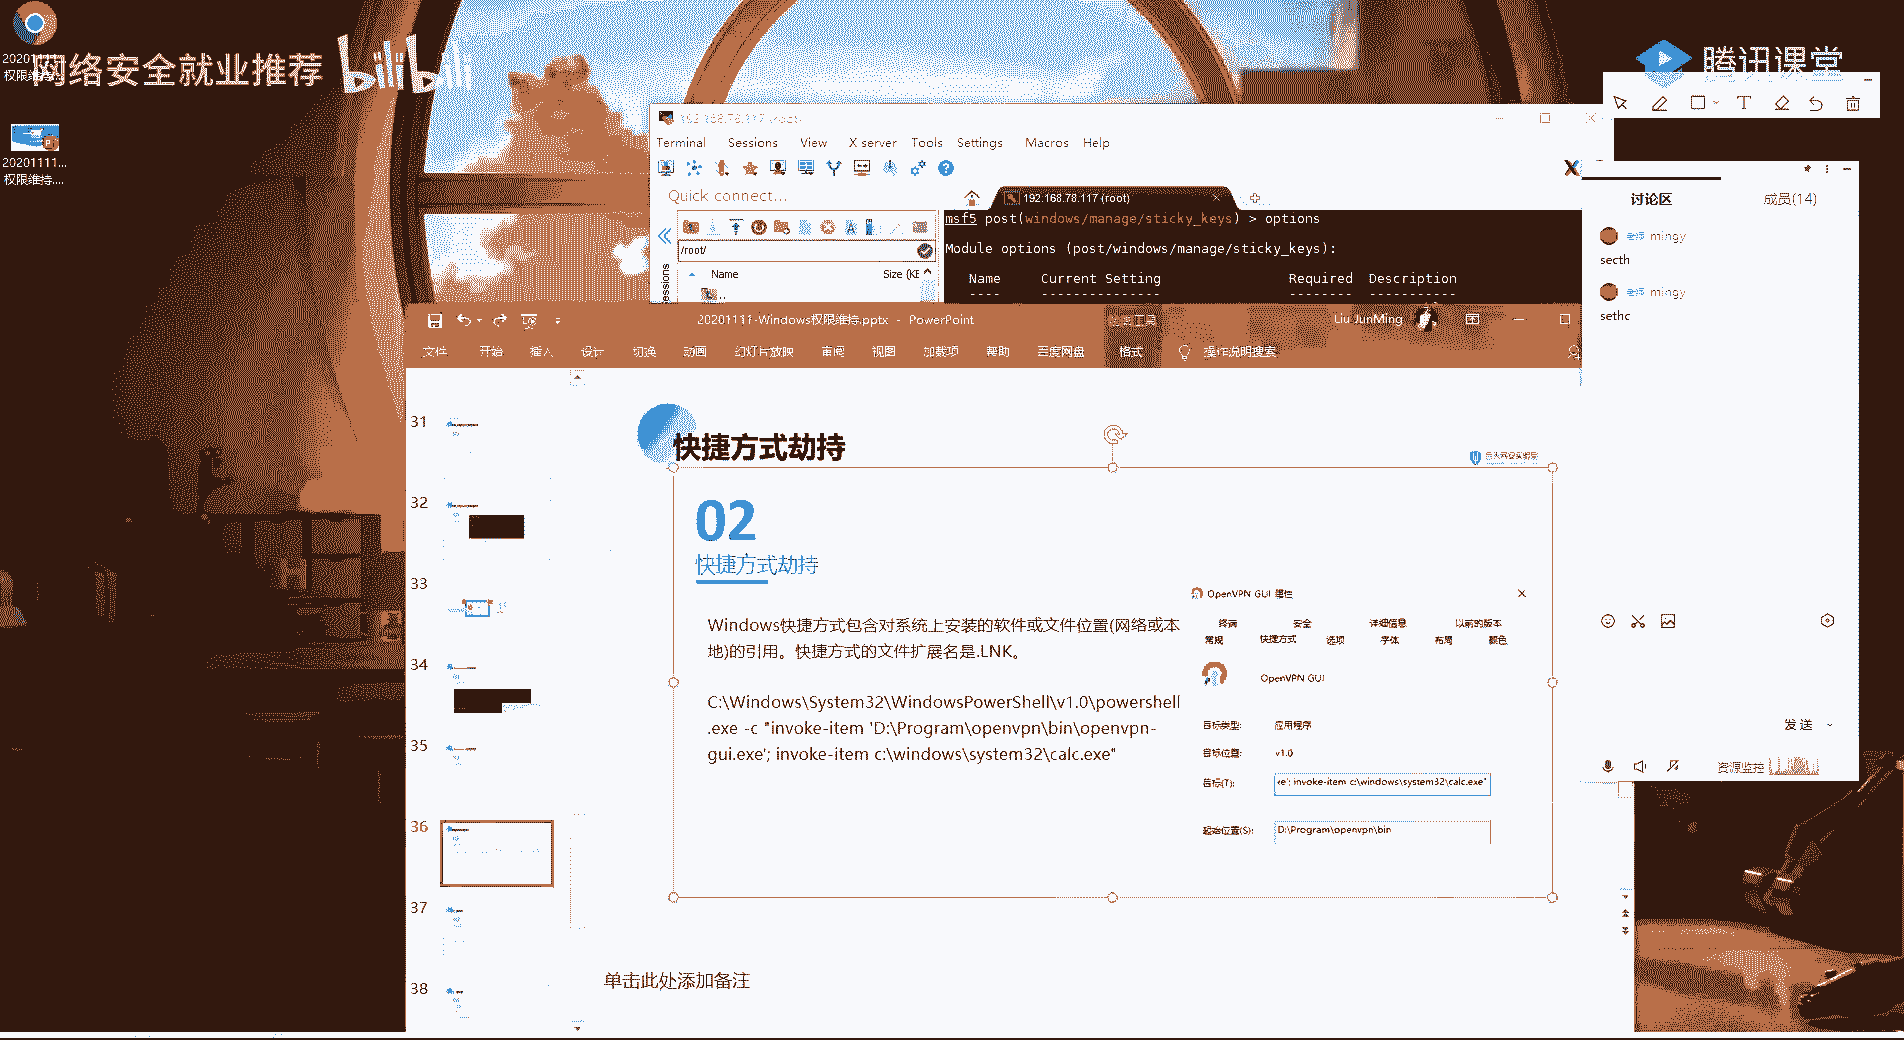 网络安全就业推荐
bilibili
腾讯课堂
20201111...
权限维持....
Terminal Sessions View X server Tools Settings Macros Help
Quick connect...
192.168.78.117 (root)
/root/
Name Size (KE
msf5 post(windows/manage/sticky_keys) > options
Module options (post/windows/manage/sticky_keys):
Name Current Setting Required Description
---- --------------- -------- -----------
讨论区 成员(14)
老师 mingy
secth
老师 mingy
sethc
发送
资源监控
20201111-Windows权限维持.pptx - PowerPoint
Liu JunMing
文件 开始 插入 设计 切换 动画 幻灯片放映 审阅 视图 加载项 帮助 百度网盘 格式 操作说明搜索
31
32
33
34
35
36
37
38
快捷方式劫持
02
快捷方式劫持
Windows快捷方式包含对系统上安装的软件或文件位置(网络或本
地)的引用。快捷方式的文件扩展名是.LNK。
C:\Windows\System32\WindowsPowerShell\v1.0\powershell
.exe -c "invoke-item 'D:\Program\openvpn\bin\openvpn-
gui.exe'; invoke-item c:\windows\system32\calc.exe"
OpenVPN GUI 属性
终端 安全 详细信息 以前的版本
常规 快捷方式 选项 字体 布局 颜色
OpenVPN GUI
目标类型: 应用程序
目标位置: v1.0
目标(T): xe'; invoke-item c:\windows\system32\calc.exe"
起始位置(S): D:\Program\openvpn\bin
单击此处添加备注